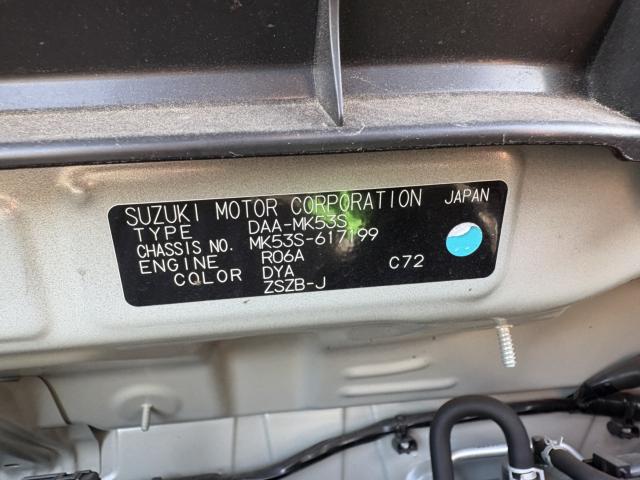 SUZUKI MOTOR CORPORATION JAPAN
TYPE DAA-MK53S
CHASSIS NO. MK53S-617199
ENGINE R06A C72
COLOR DYA
ZSZB-J